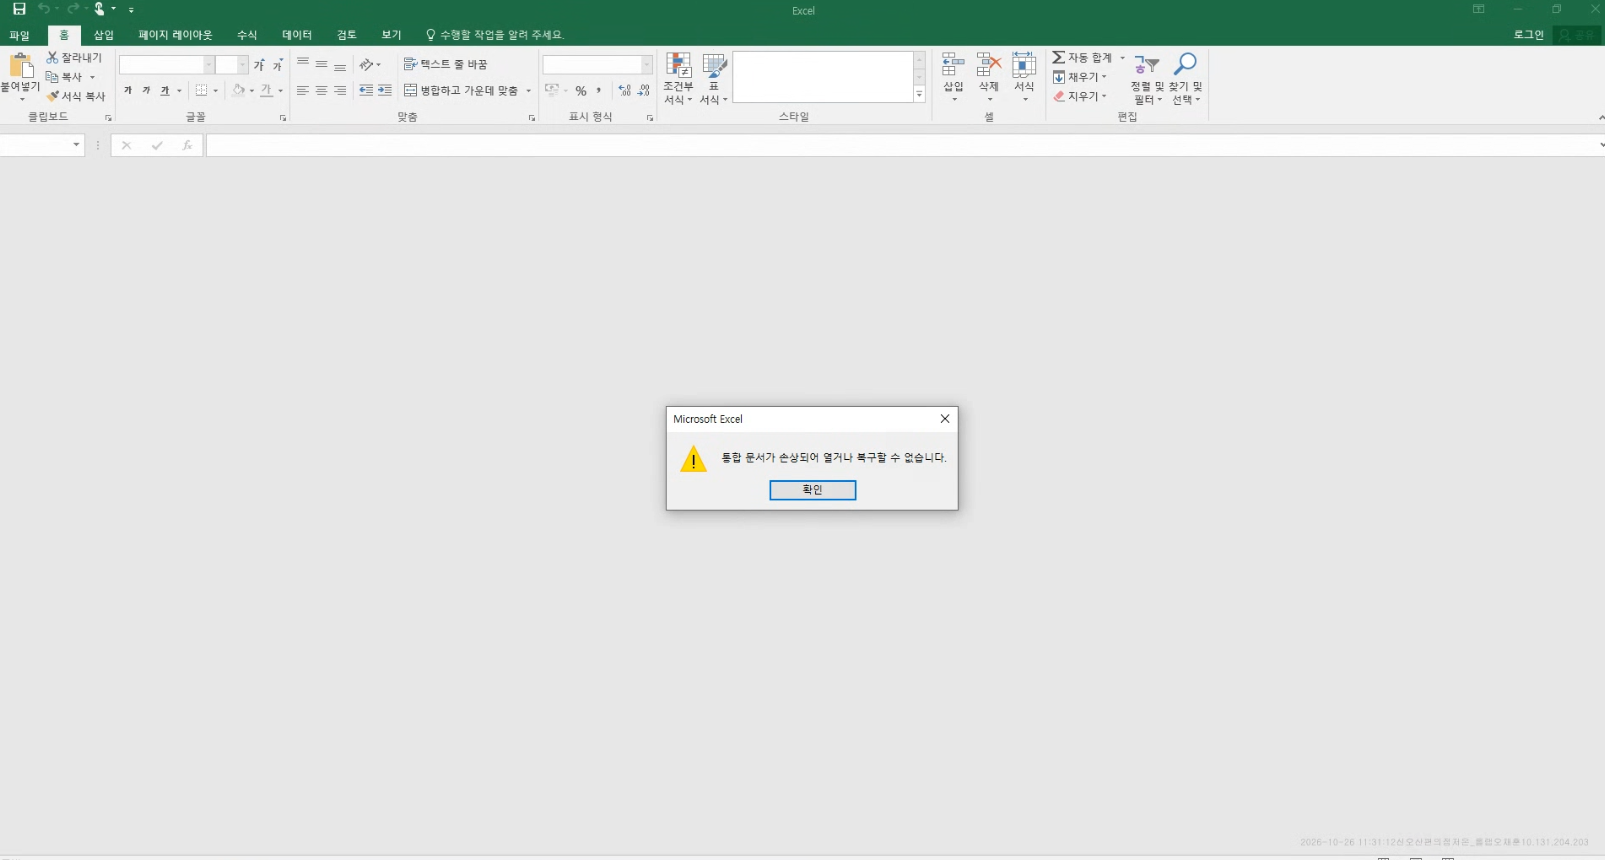 Excel
파일 홈 삽입 페이지 레이아웃 수식 데이터 검토 보기 수행할 작업을 알려 주세요. 로그인 공유
붙여넣기 잘라내기 복사 서식 복사
클립보드
가 가
가 가 가 가
글꼴
텍스트 줄 바꿈
병합하고 가운데 맞춤
맞춤
% ,
표시 형식
조건부 서식 표 서식
스타일
삽입 삭제 서식
셀
자동 합계
채우기
지우기
정렬 및 필터 찾기 및 선택
편집
fx
Microsoft Excel
통합 문서가 손상되어 열거나 복구할 수 없습니다.
확인